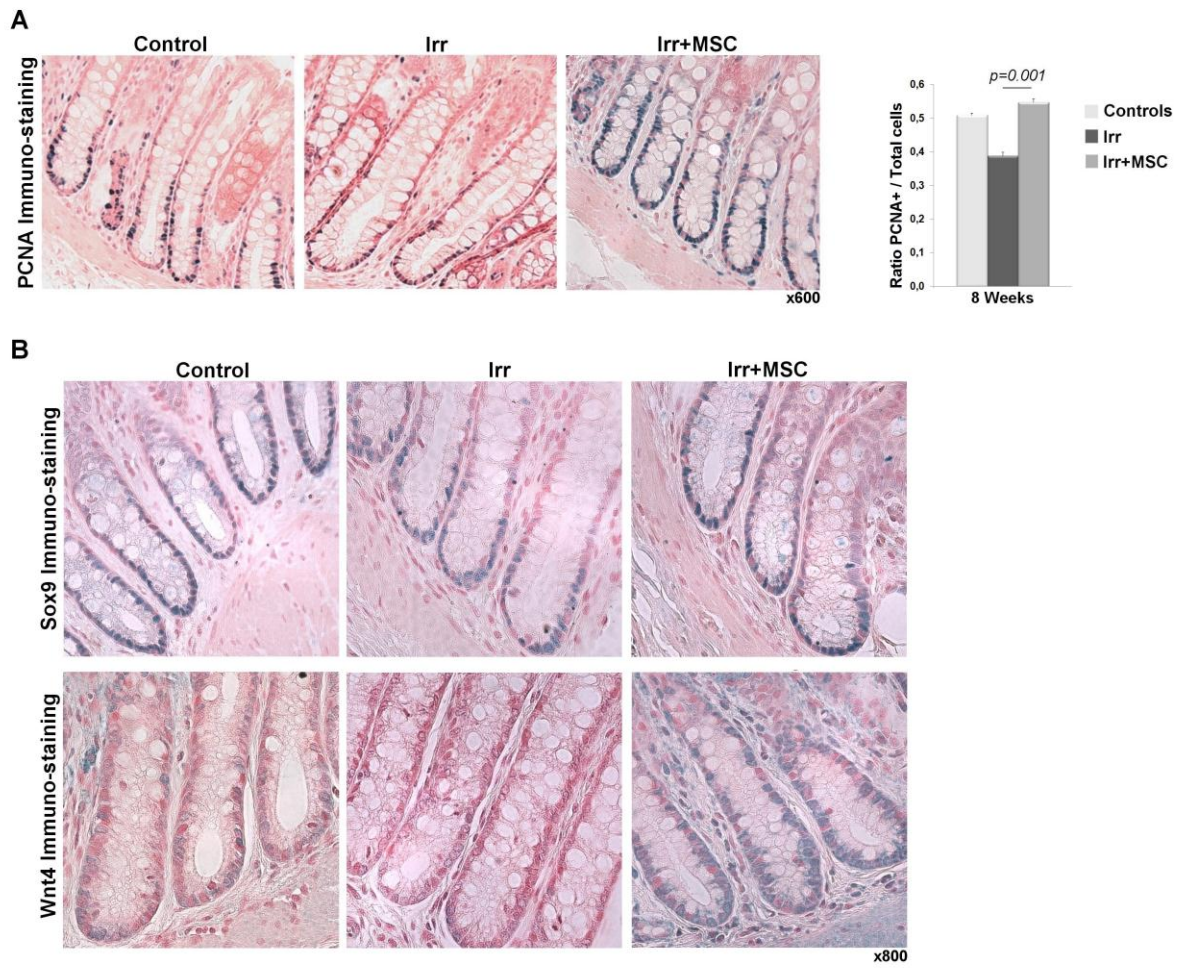 A
Control
Irr
Irr+MSC
PCNA Immuno-staining
x600
p=0.001
Ratio PCNA+ / Total cells
0,6
0,5
0,4
0,3
0,2
0,1
0,0
8 Weeks
Controls
Irr
Irr+MSC
B
Control
Irr
Irr+MSC
Sox9 Immuno-staining
Wnt4 Immuno-staining
x800